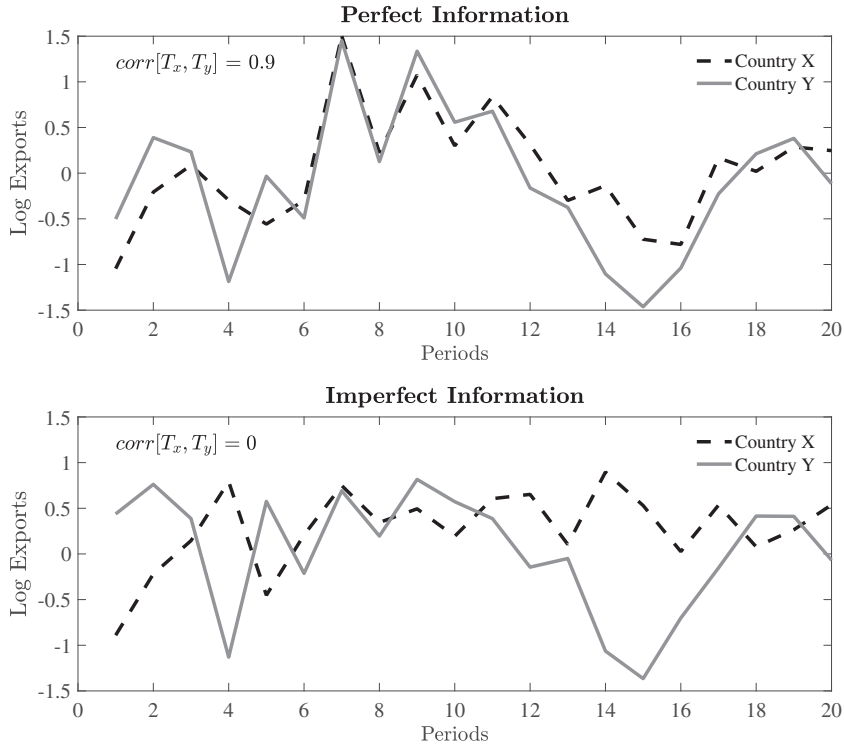 Perfect Information
1.5
corr[Tx, Ty] = 0.9
Country X
Country Y
1
0.5
0
-0.5
-1
-1.5
Log Exports
0 2 4 6 8 10 12 14 16 18 20
Periods
Imperfect Information
1.5
corr[Tx, Ty] = 0
Country X
Country Y
1
0.5
0
-0.5
-1
-1.5
Log Exports
0 2 4 6 8 10 12 14 16 18 20
Periods